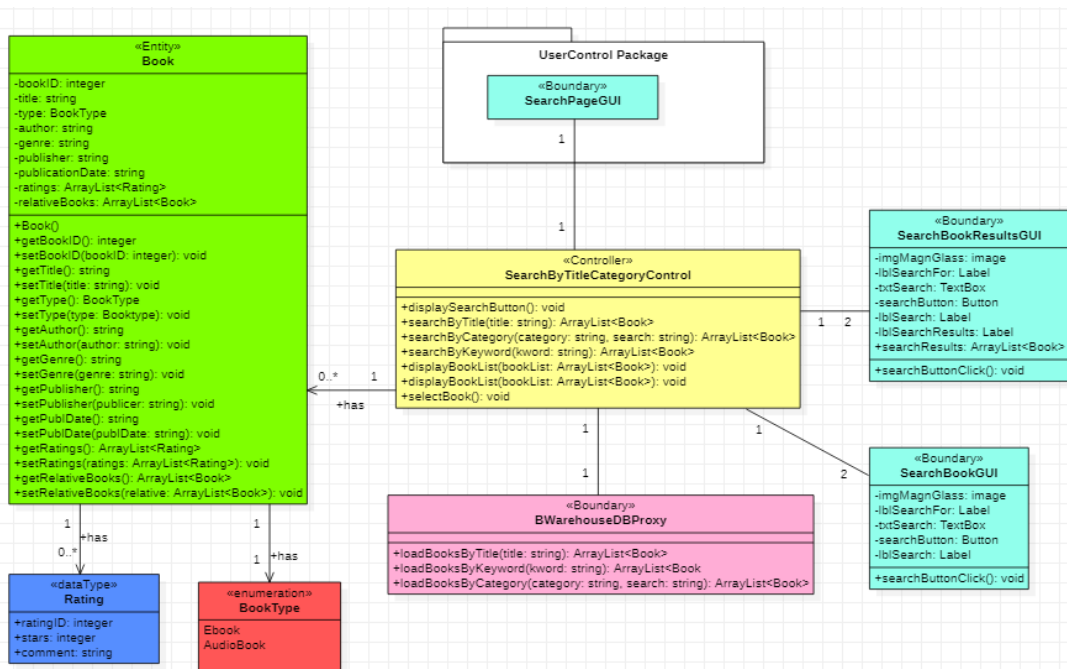 «Entity»
Book
-bookID: integer
-title: string
-type: BookType
-author: string
-genre: string
-publisher: string
-publicationDate: string
-ratings: ArrayList<Rating>
-relativeBooks: ArrayList<Book>
+Book()
+getBookID(): integer
+setBookID(bookID: integer): void
+getTitle(): string
+setTitle(title: string): void
+getType(): BookType
+setType(type: Booktype): void
+getAuthor(): string
+setAuthor(author: string): void
+getGenre(): string
+setGenre(genre: string): void
+getPublisher(): string
+setPublisher(publicer: string): void
+getPublDate(): string
+setPublDate(publDate: string): void
+getRatings(): ArrayList<Rating>
+setRatings(ratings: ArrayList<Rating>): void
+getRelativeBooks(): ArrayList<Book>
+setRelativeBooks(relative: ArrayList<Book>): void
1
+has
0..*
1
+has
1
«dataType»
Rating
+ratingID: integer
+stars: integer
+comment: string
«enumeration»
BookType
Ebook
AudioBook
UserControl Package
«Boundary»
SearchPageGUI
1
1
«Controller»
SearchByTitleCategoryControl
+displaySearchButton(): void
+searchByTitle(title: string): ArrayList<Book>
+searchByCategory(category: string, search: string): ArrayList<Book>
+searchByKeyword(kword: string): ArrayList<Book>
+displayBookList(bookList: ArrayList<Book>): void
+displayBookList(bookList: ArrayList<Book>): void
+selectBook(): void
0..*
1
+has
1
1
«Boundary»
BWarehouseDBProxy
+loadBooksByTitle(title: string): ArrayList<Book>
+loadBooksByKeyword(kword: string): ArrayList<Book
+loadBooksByCategory(category: string, search: string): ArrayList<Book>
1
2
«Boundary»
SearchBookResultsGUI
-imgMagnGlass: image
-lblSearchFor: Label
-txtSearch: TextBox
-searchButton: Button
-lblSearch: Label
-lblSearchResults: Label
+searchResults: ArrayList<Book>
+searchButtonClick(): void
1
2
«Boundary»
SearchBookGUI
-imgMagnGlass: image
-lblSearchFor: Label
-txtSearch: TextBox
-searchButton: Button
-lblSearch: Label
+searchButtonClick(): void